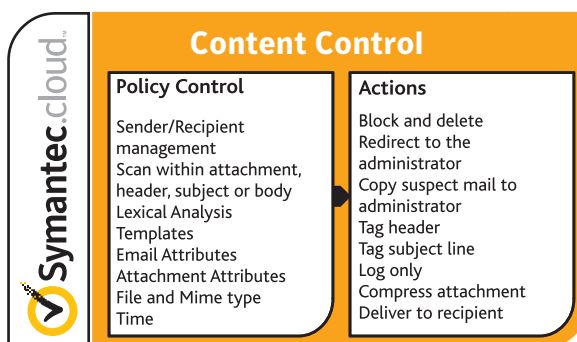 Symantec.cloud™
Content Control
Policy Control
Sender/Recipient
management
Scan within attachment,
header, subject or body
Lexical Analysis
Templates
Email Attributes
Attachment Attributes
File and Mime type
Time
Actions
Block and delete
Redirect to the
administrator
Copy suspect mail to
administrator
Tag header
Tag subject line
Log only
Compress attachment
Deliver to recipient